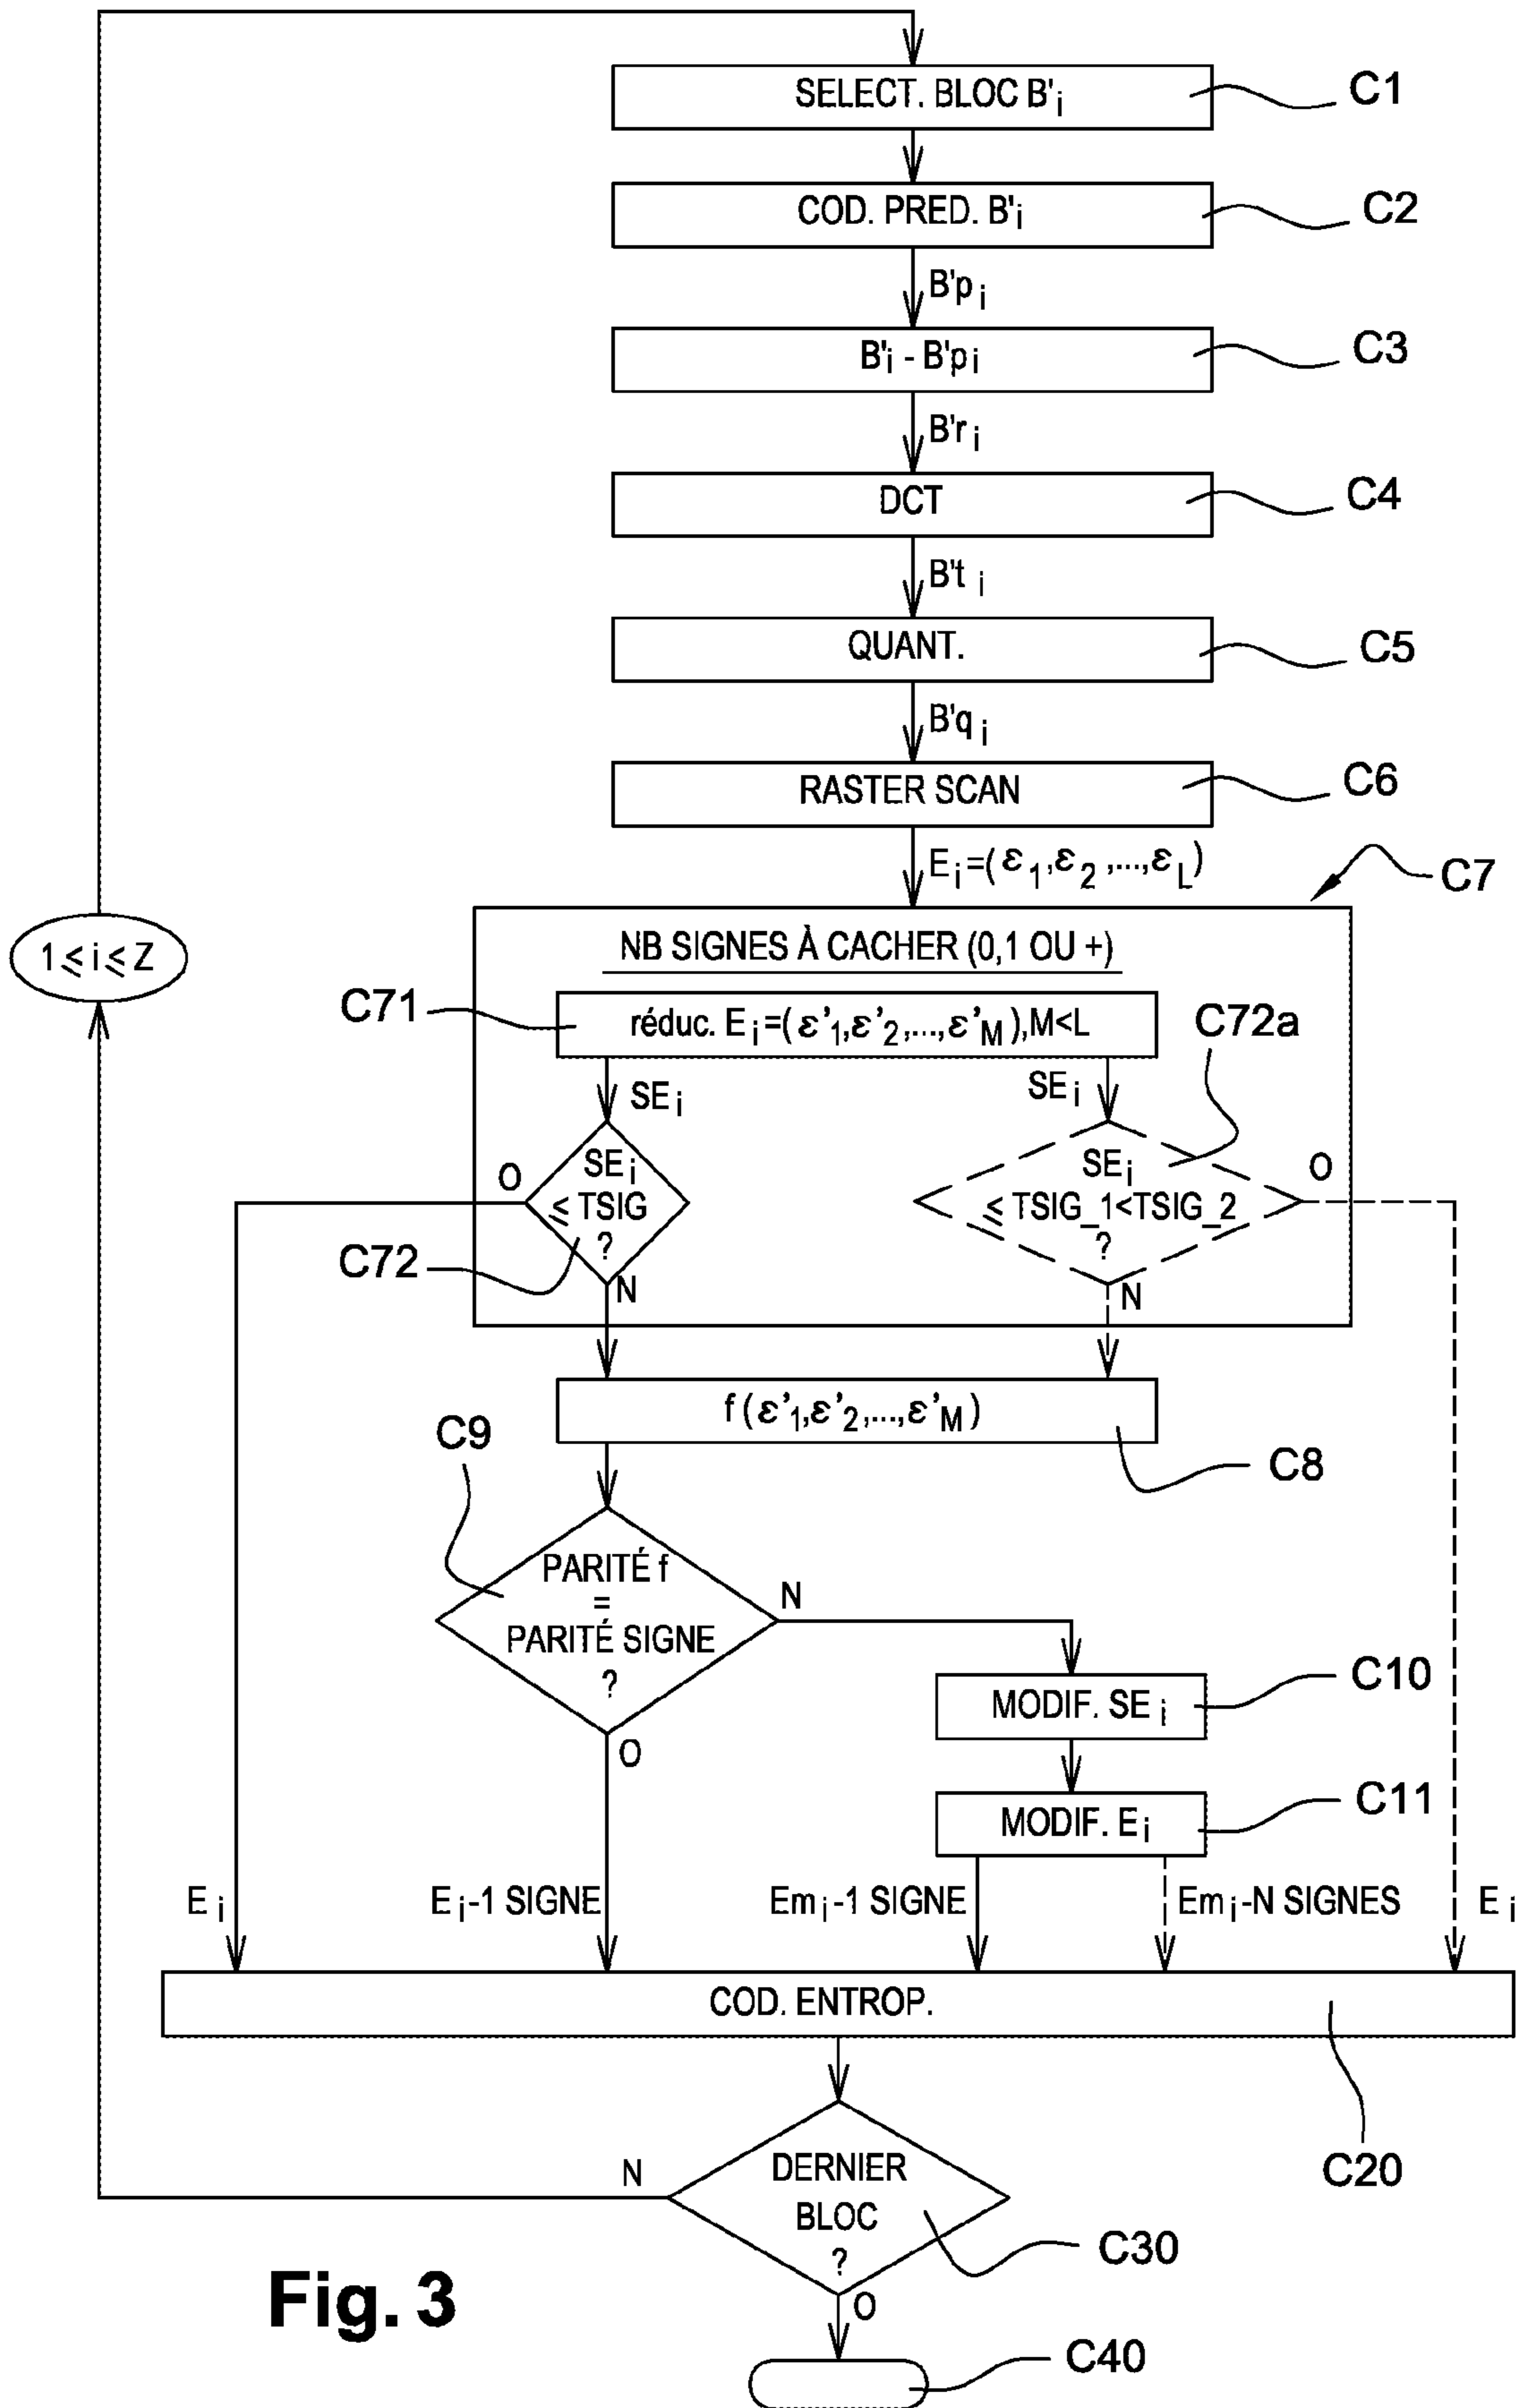 SELECT. BLOC B'i
C1
COD. PRED. B'i
C2
B'pi
B'i - B'pi
C3
B'ri
DCT
C4
B'ti
QUANT.
C5
B'qi
RASTER SCAN
C6
Ei=(ε1,ε2,...,εL)
C7
1≤i≤Z
NB SIGNES À CACHER (0,1 OU +)
C71
réduc. Ei=(ε'1,ε'2,...,ε'M),M<L
C72a
SEi
SEi
O
SEi
≤ TSIG
?
SEi
≤ TSIG_1<TSIG_2
?
O
C72
N
N
f(ε'1,ε'2,...,ε'M)
C8
C9
PARITÉ f
=
PARITÉ SIGNE
?
N
O
MODIF. SEi
C10
MODIF. Ei
C11
Ei
Ei-1 SIGNE
Emi-1 SIGNE
Emi-N SIGNES
Ei
COD. ENTROP.
C20
N
DERNIER
BLOC
?
C30
O
C40
Fig. 3